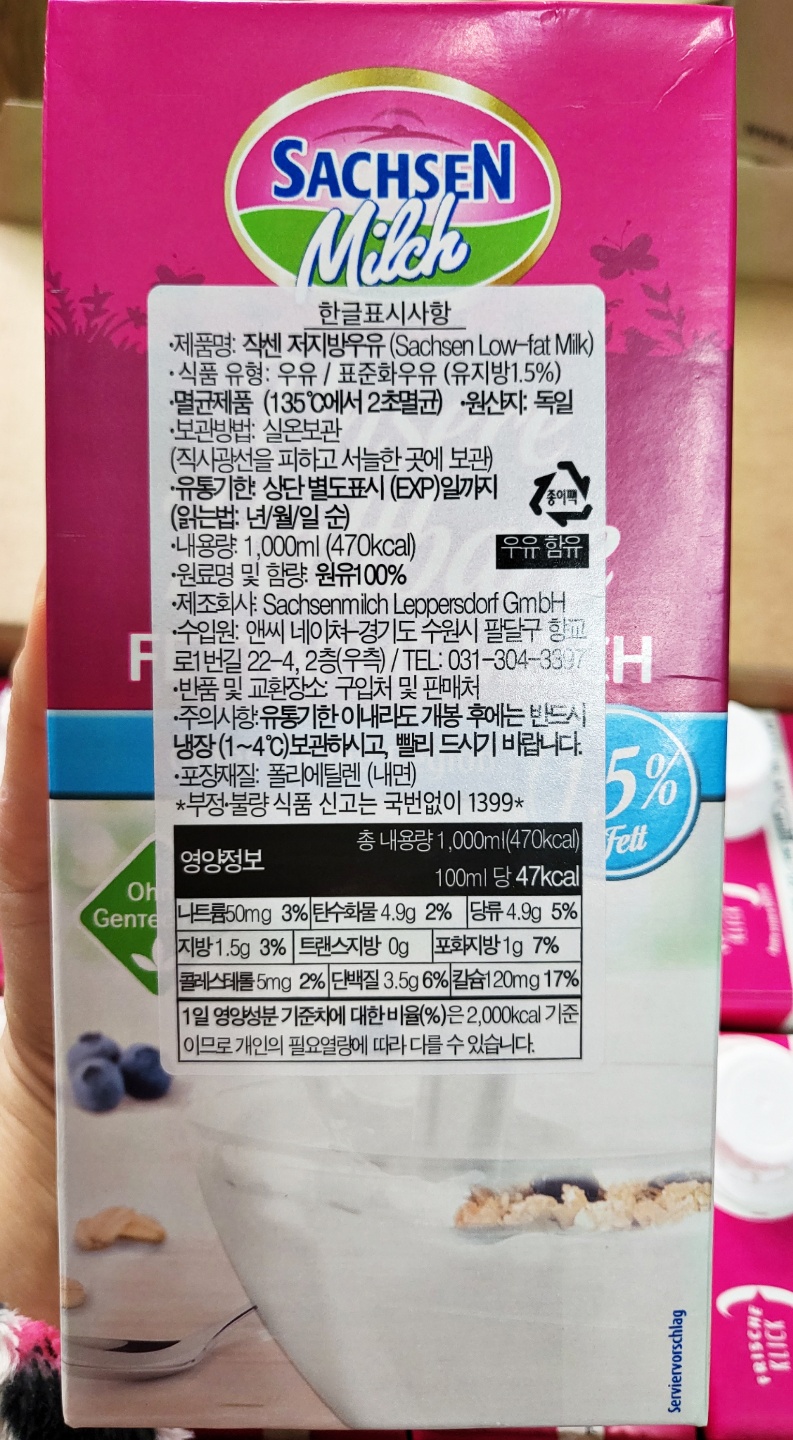 SACHSEN
Milch
한글표시사항
·제품명: 작센 저지방우유 (Sachsen Low-fat Milk)
·식품 유형: 우유 / 표준화우유 (유지방1.5%)
·멸균제품 (135℃에서 2초멸균) ·원산지: 독일
·보관방법: 실온보관
(직사광선을 피하고 서늘한 곳에 보관)
·유통기한: 상단 별도표시 (EXP)일까지
(읽는법: 년/월/일 순)
종이팩
·내용량: 1,000ml (470kcal)
우유 함유
·원료명 및 함량: 원유100%
·제조회사: Sachsenmilch Leppersdorf GmbH
·수입원: 앤씨 네이쳐-경기도 수원시 팔달구 향교
로1번길 22-4, 2층(우측) / TEL: 031-304-3397
·반품 및 교환장소: 구입처 및 판매처
·주의사항:유통기한 이내라도 개봉 후에는 반드시
냉장 (1~4℃)보관하시고, 빨리 드시기 바랍니다.
·포장재질: 폴리에틸렌 (내면)
*부정·불량 식품 신고는 국번없이 1399*
5%
Fett
영양정보
총 내용량 1,000ml(470kcal)
100ml 당 47kcal
나트륨50mg 3% 탄수화물 4.9g 2% 당류 4.9g 5%
지방 1.5g 3% 트랜스지방 0g 포화지방 1g 7%
콜레스테롤 5mg 2% 단백질 3.5g 6% 칼슘120mg 17%
1일 영양성분 기준치에 대한 비율(%)은 2,000kcal 기준
이므로 개인의 필요열량에 따라 다를 수 있습니다.
Serviervorschlag
FRISCHE
KLICK